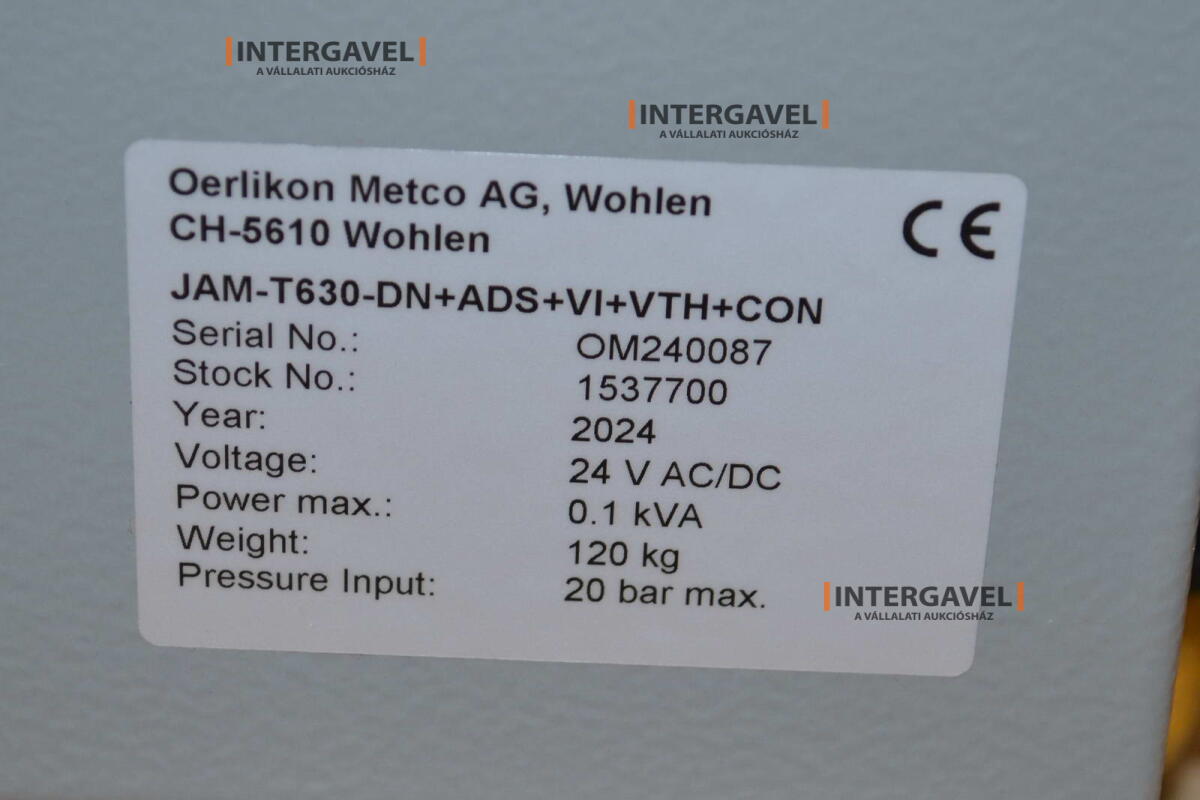 INTERGAVEL
A VÁLLALATI AUKCIÓSHÁZ
INTERGAVEL
A VÁLLALATI AUKCIÓSHÁZ
Oerlikon Metco AG, Wohlen
CH-5610 Wohlen
CE
JAM-T630-DN+ADS+VI+VTH+CON
Serial No.: OM240087
Stock No.: 1537700
Year: 2024
Voltage: 24 V AC/DC
Power max.: 0.1 kVA
Weight: 120 kg
Pressure Input: 20 bar max.
INTERGAVEL
A VÁLLALATI AUKCIÓSHÁZ